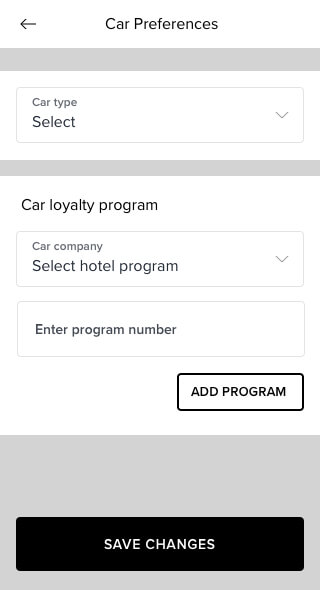 Car Preferences
Car type
Select
Car loyalty program
Car company
Select hotel program
Enter program number
ADD PROGRAM
SAVE CHANGES